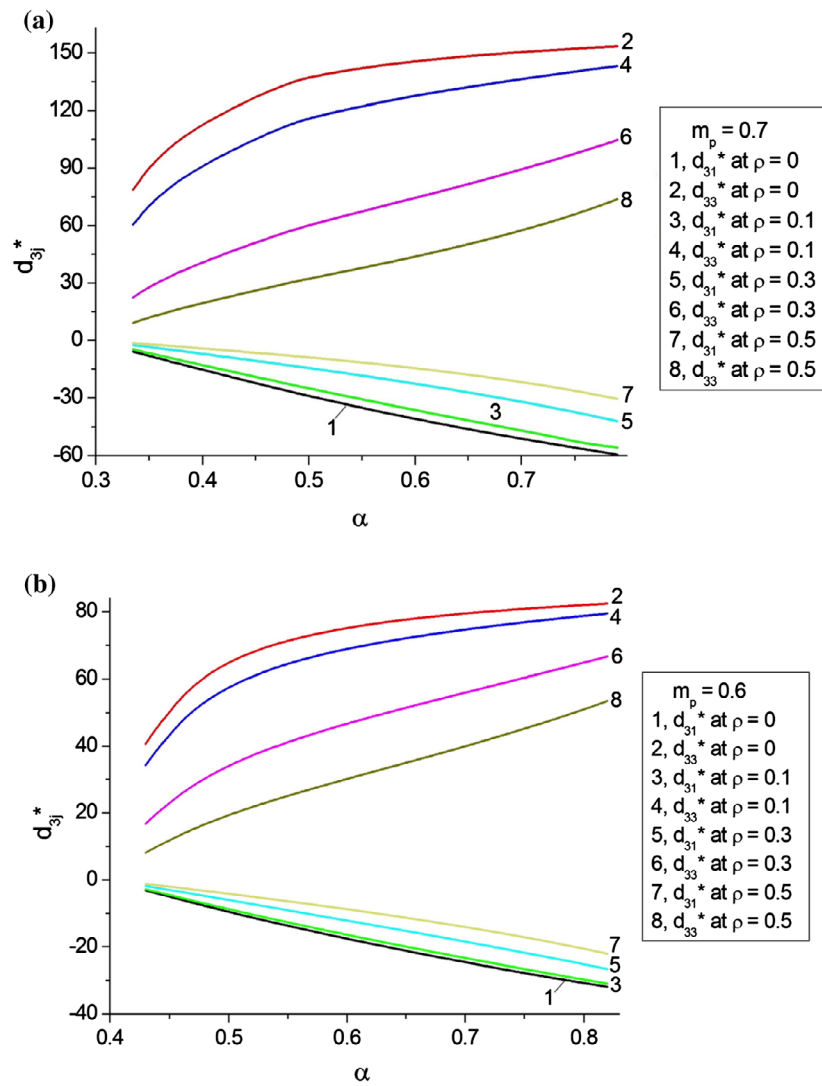 (a)
150
120
90
60
30
0
-30
-60
0.3
0.4
0.5
0.6
0.7
d3j*
α
2
4
6
8
7
5
3
1
mp = 0.7
1, d31* at ρ = 0
2, d33* at ρ = 0
3, d31* at ρ = 0.1
4, d33* at ρ = 0.1
5, d31* at ρ = 0.3
6, d33* at ρ = 0.3
7, d31* at ρ = 0.5
8, d33* at ρ = 0.5
(b)
80
60
40
20
0
-20
-40
0.4
0.5
0.6
0.7
0.8
d3j*
α
2
4
6
8
7
5
3
1
mp = 0.6
1, d31* at ρ = 0
2, d33* at ρ = 0
3, d31* at ρ = 0.1
4, d33* at ρ = 0.1
5, d31* at ρ = 0.3
6, d33* at ρ = 0.3
7, d31* at ρ = 0.5
8, d33* at ρ = 0.5